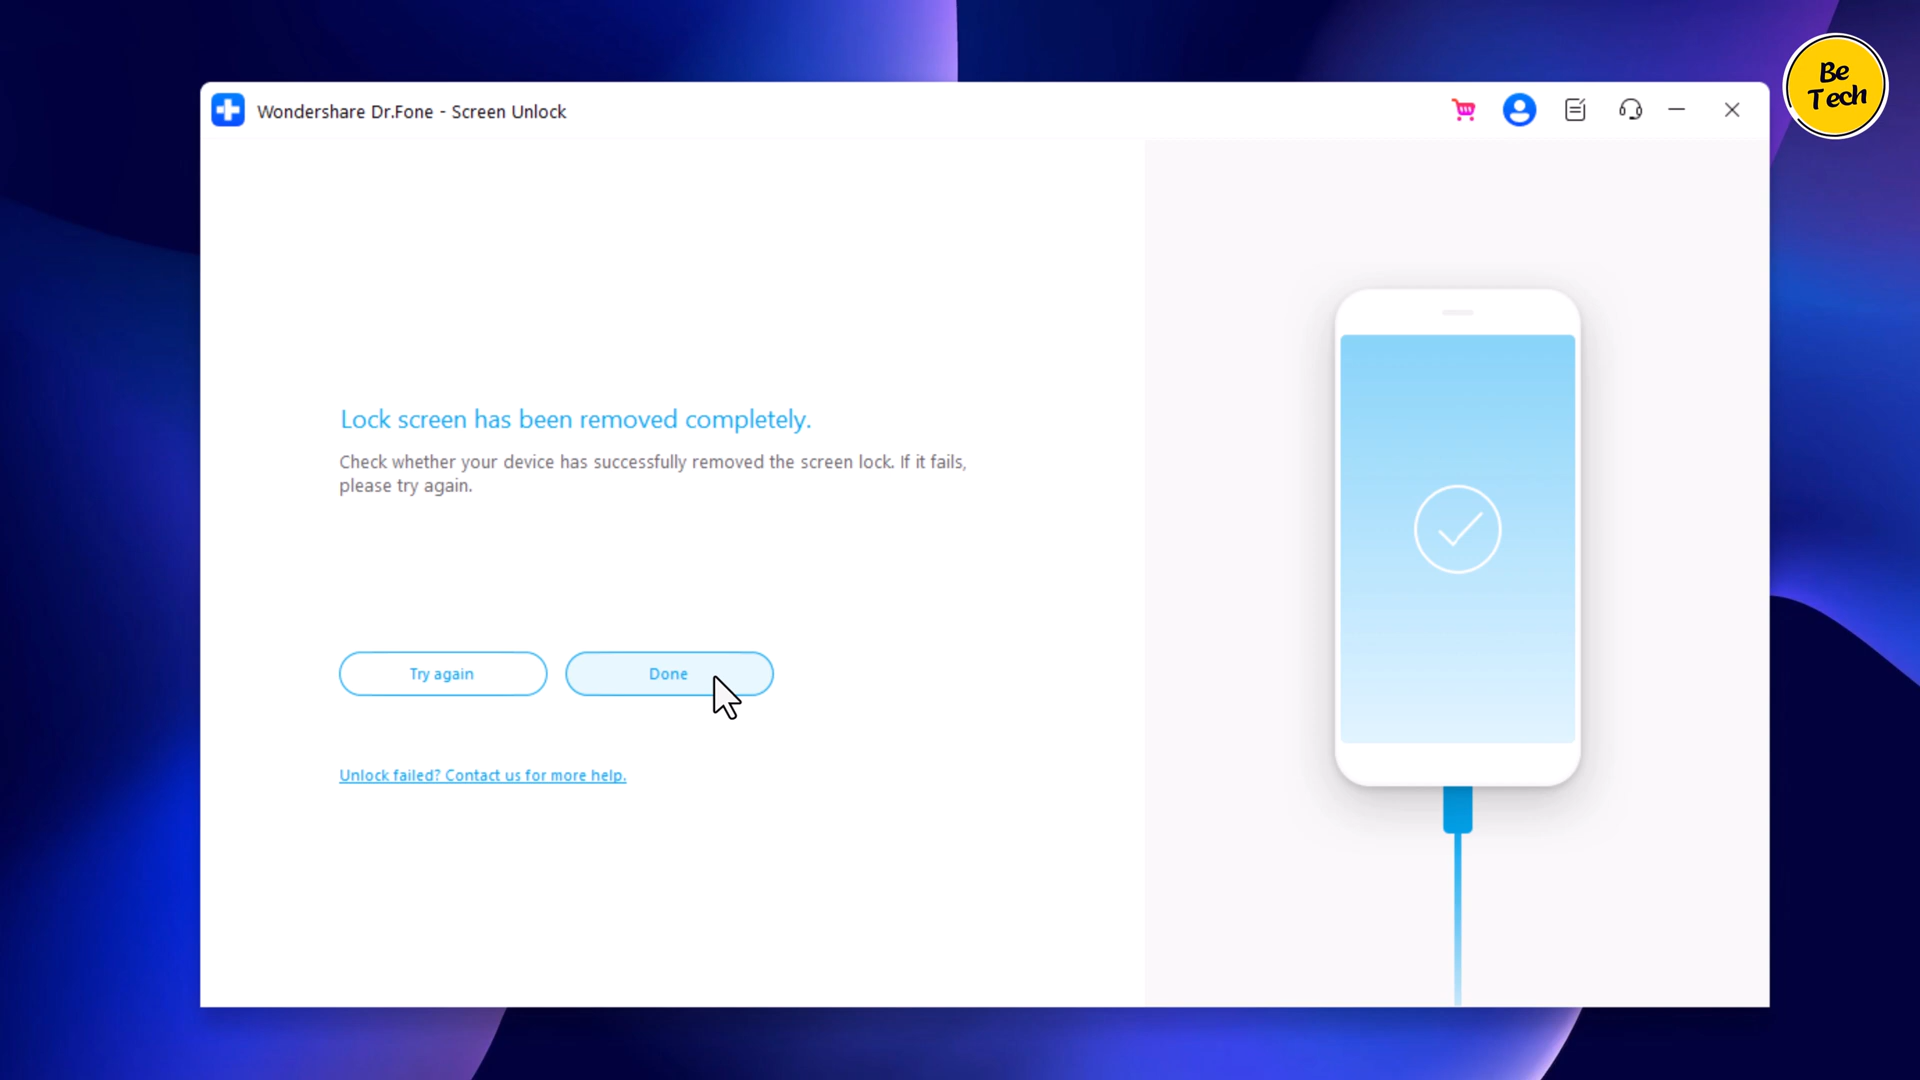 Wondershare Dr.Fone - Screen Unlock
Be
Tech
Lock screen has been removed completely.
Check whether your device has successfully removed the screen lock. If it fails,
please try again.
Try again
Done
Unlock failed? Contact us for more help.